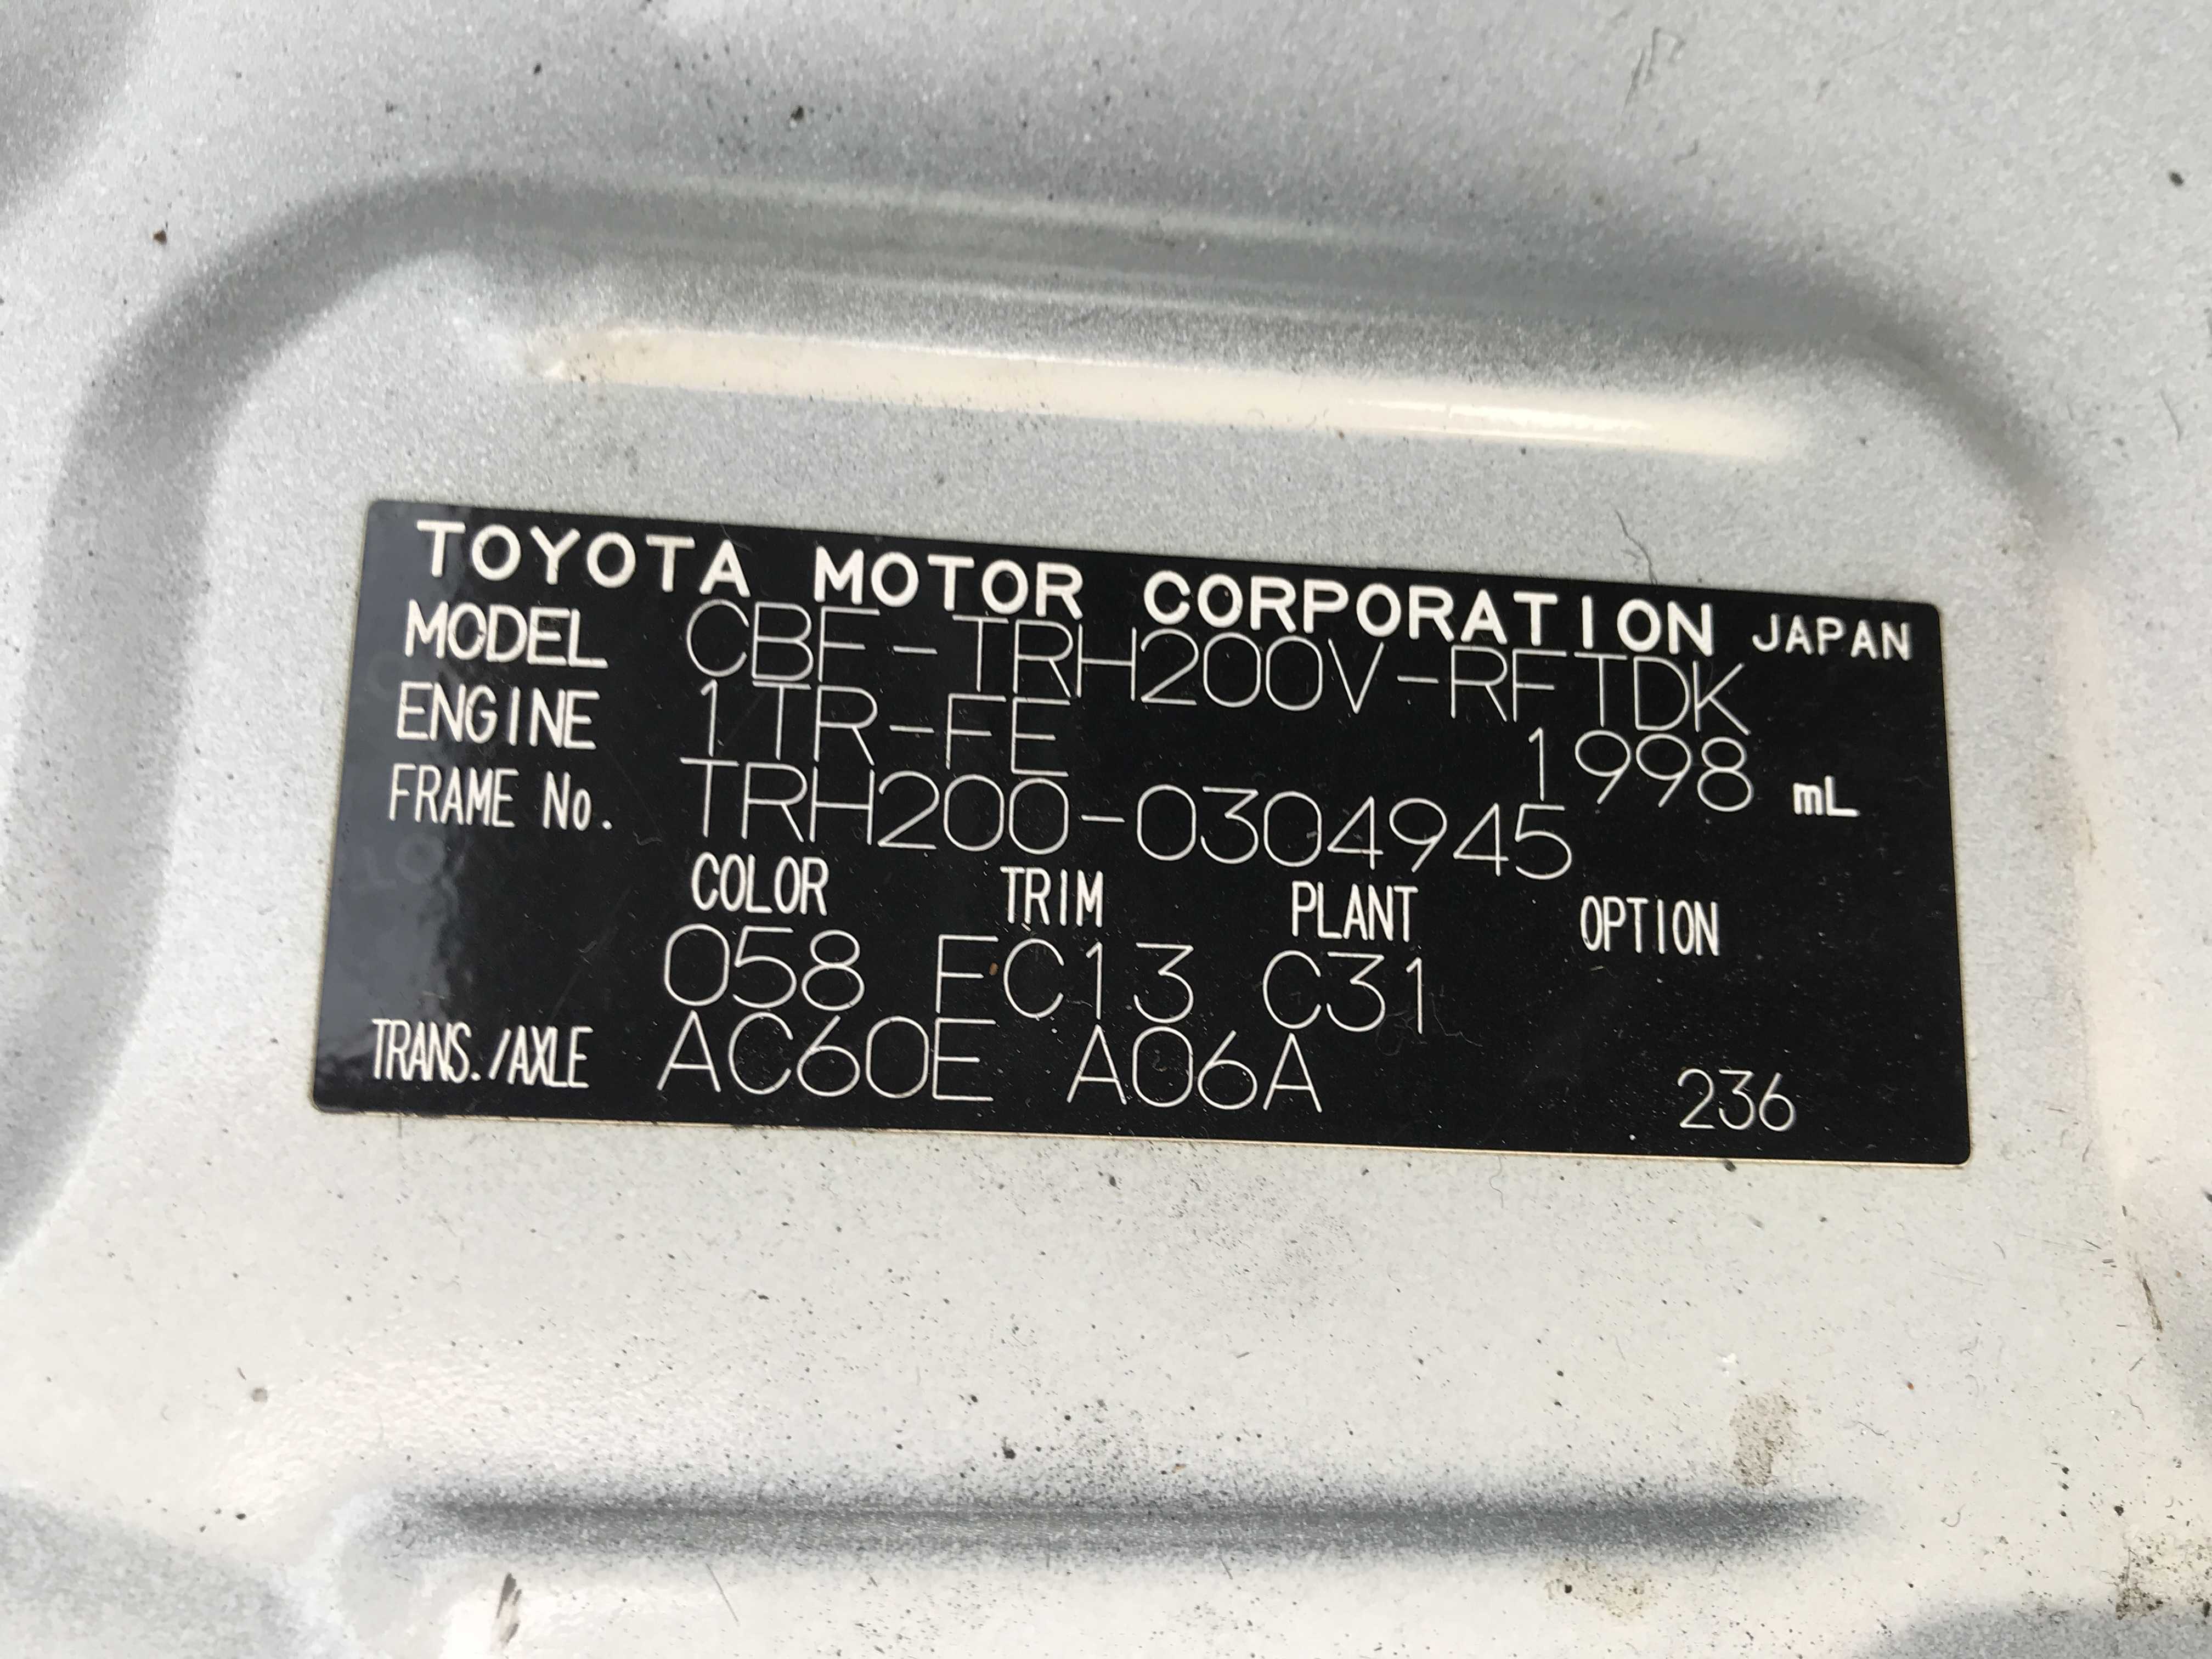 TOYOTA MOTOR CORPORATION JAPAN
MODEL CBF-TRH200V-RFTDK
ENGINE 1TR-FE 1998 mL
FRAME No. TRH200-0304945
COLOR TRIM PLANT OPTION
058 FC13 C31
TRANS./AXLE AC60E A06A 236